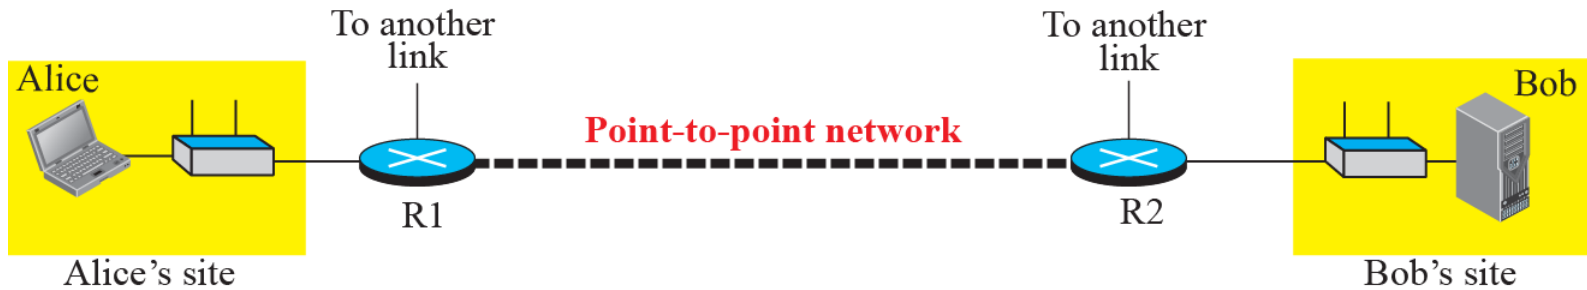 To another
link
To another
link
Alice
Bob
Point-to-point network
R1
R2
Alice’s site
Bob’s site